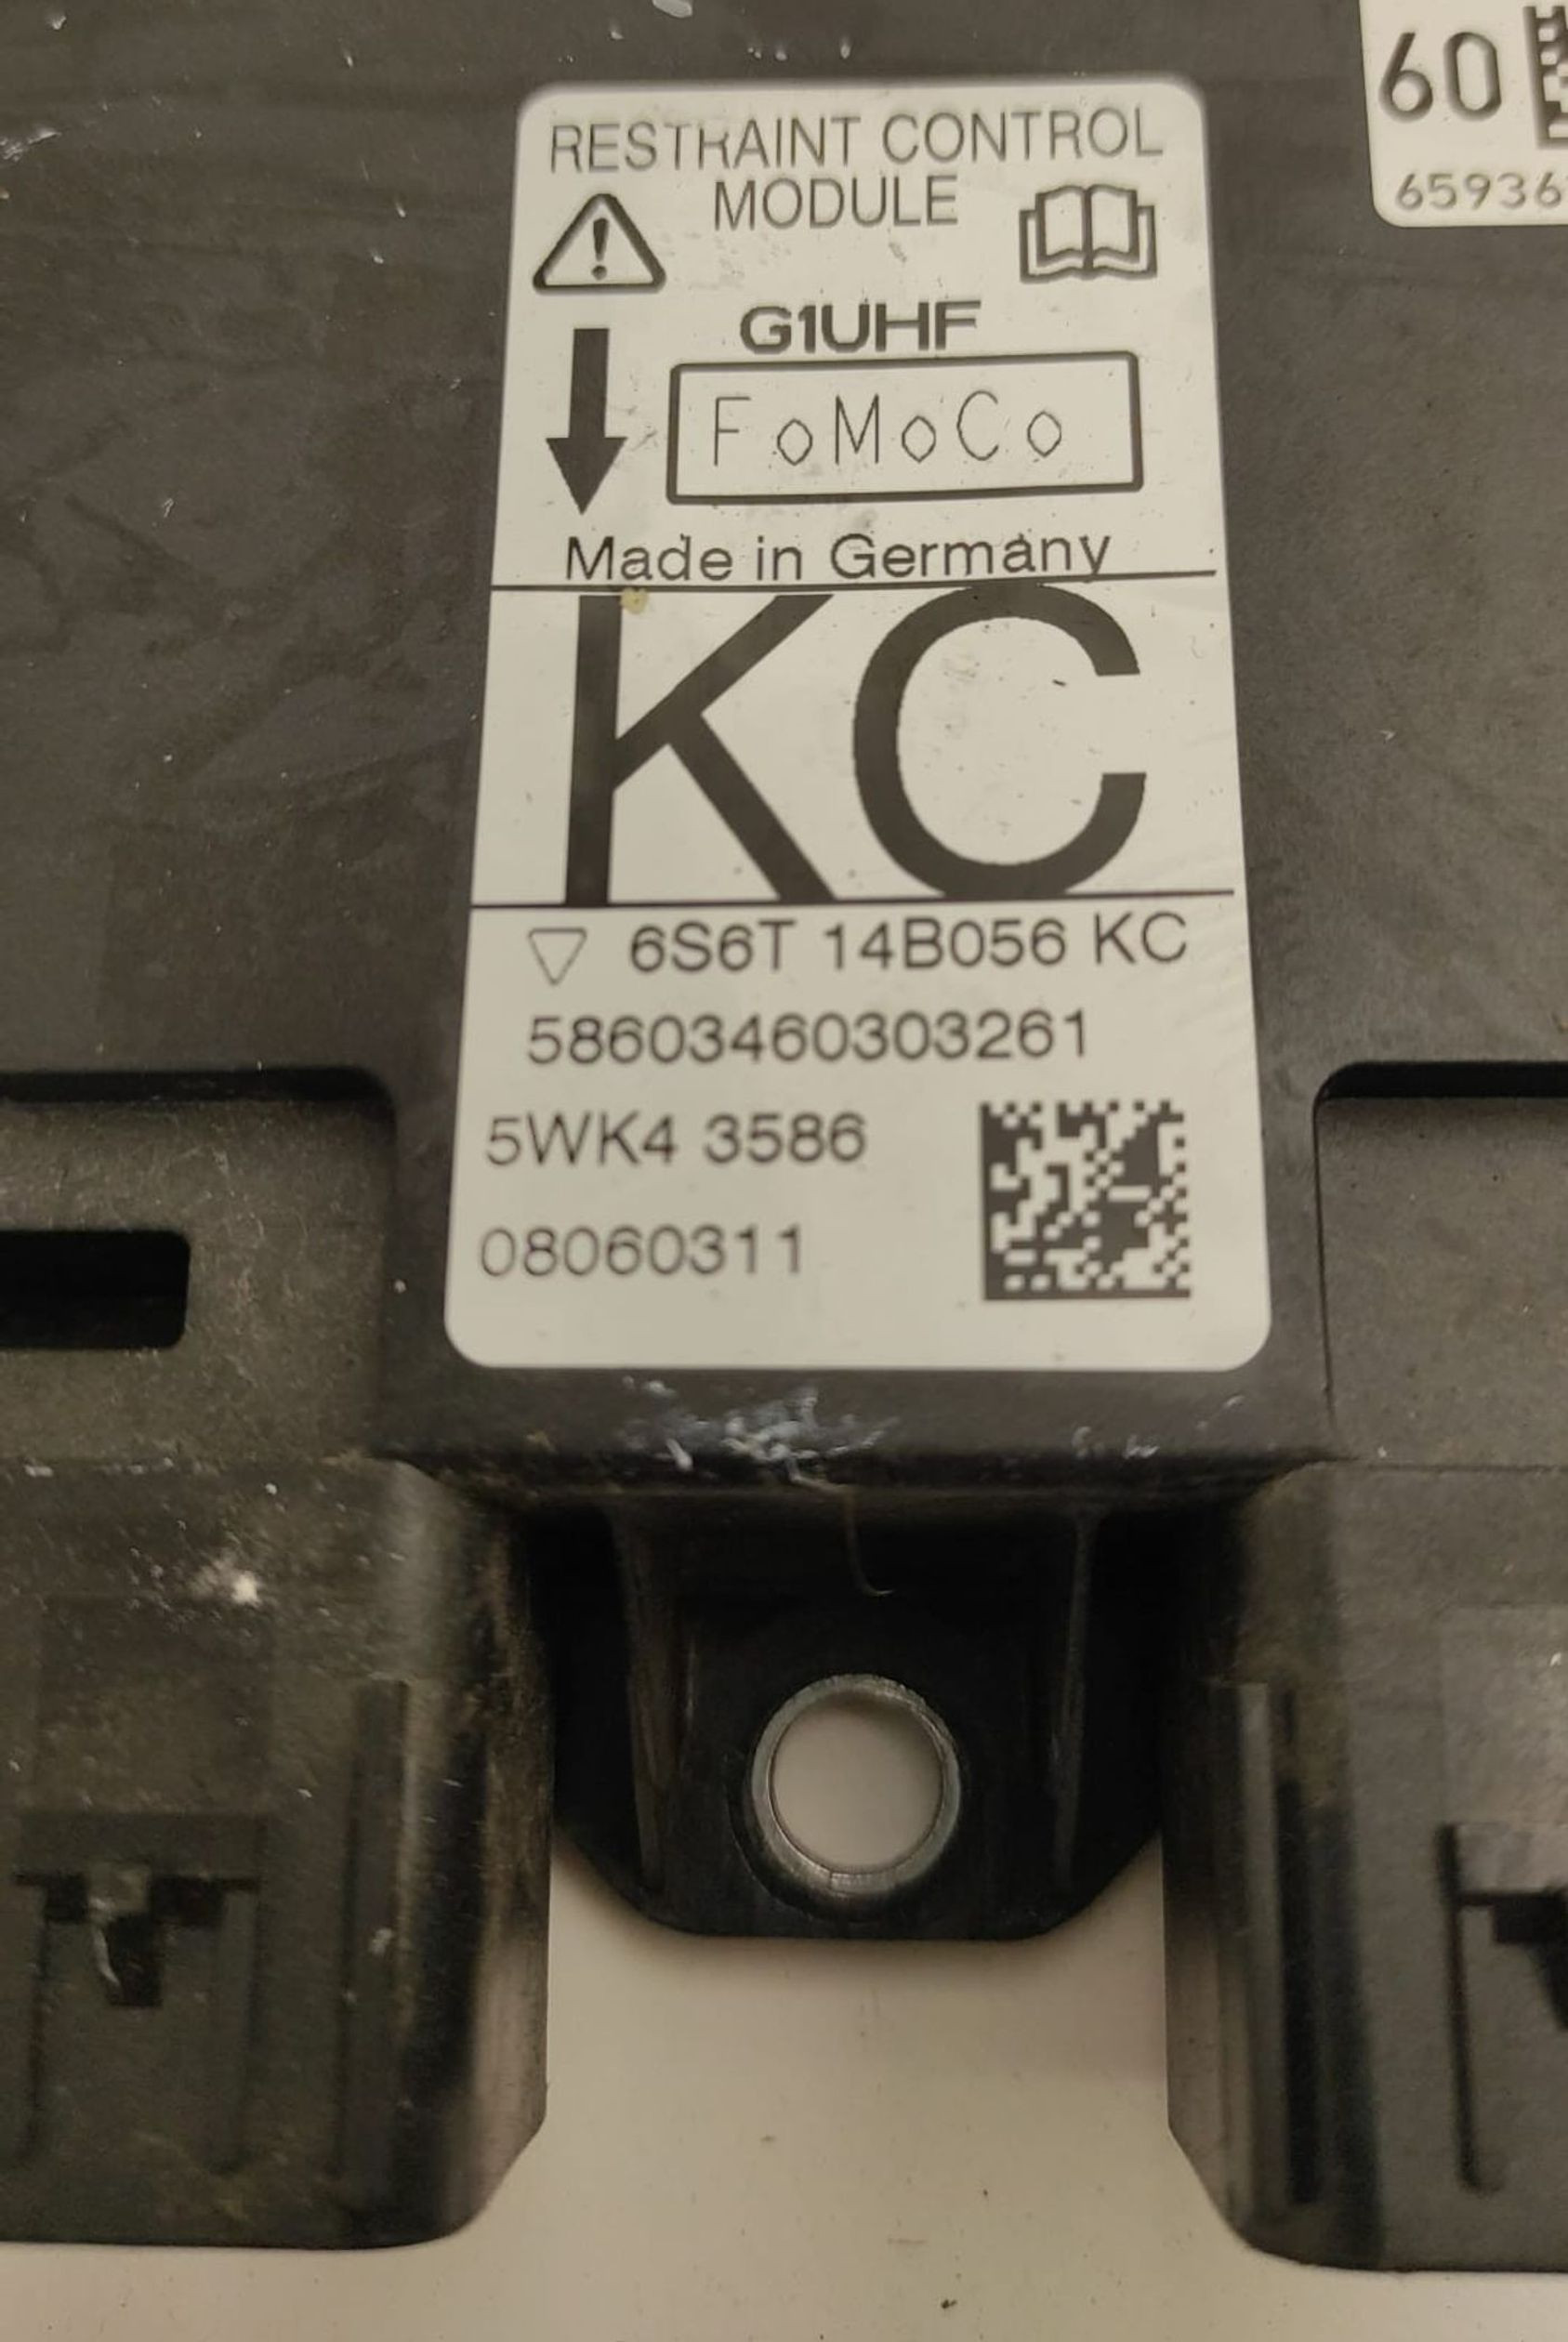 60
65936
RESTRAINT CONTROL
MODULE
G1UHF
FoMoCo
Made in Germany
KC
6S6T 14B056 KC
58603460303261
5WK4 3586
08060311